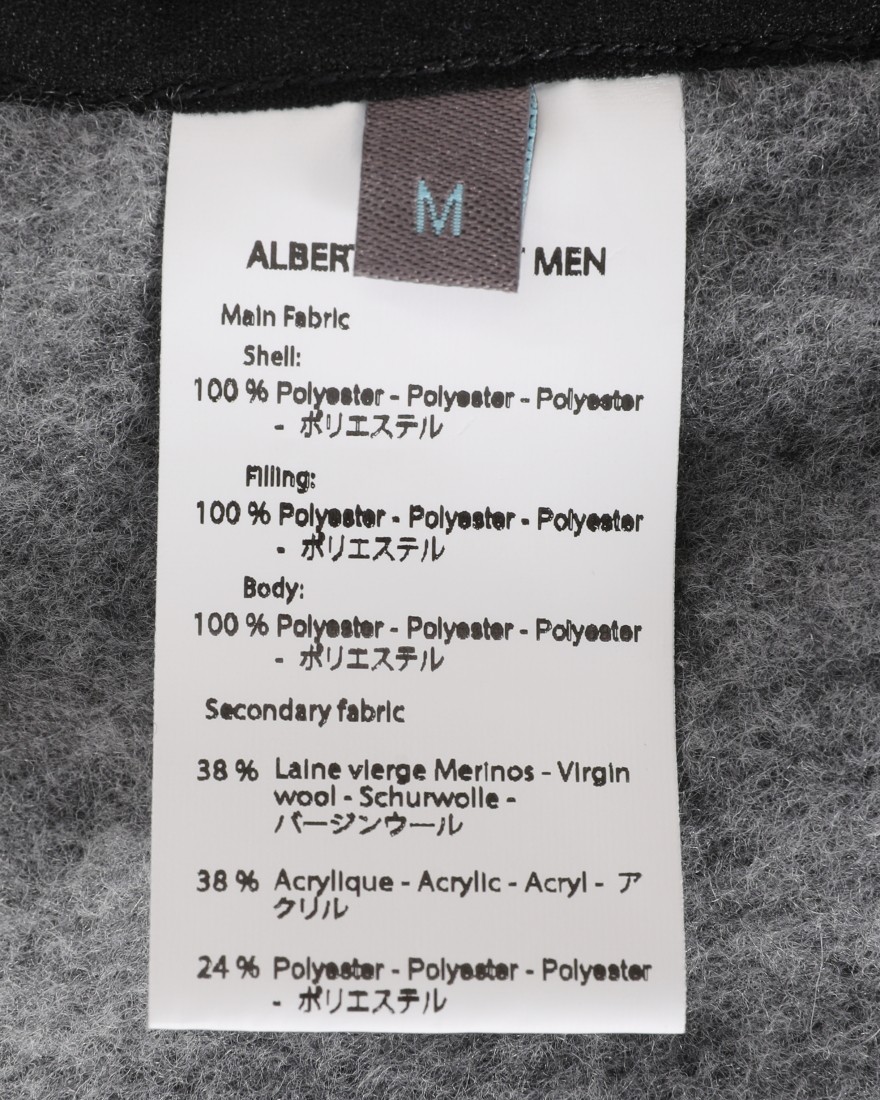 M
ALBERT MEN
Main Fabric
Shell:
100 % Polyester - Polyester - Polyester
- ポリエステル
Filling:
100 % Polyester - Polyester - Polyester
- ポリエステル
Body:
100 % Polyester - Polyester - Polyester
- ポリエステル
Secondary fabric
38 % Laine vierge Merinos - Virgin
wool - Schurwolle -
バージンウール
38 % Acrylique - Acrylic - Acryl - ア
クリル
24 % Polyester - Polyester - Polyester
- ポリエステル